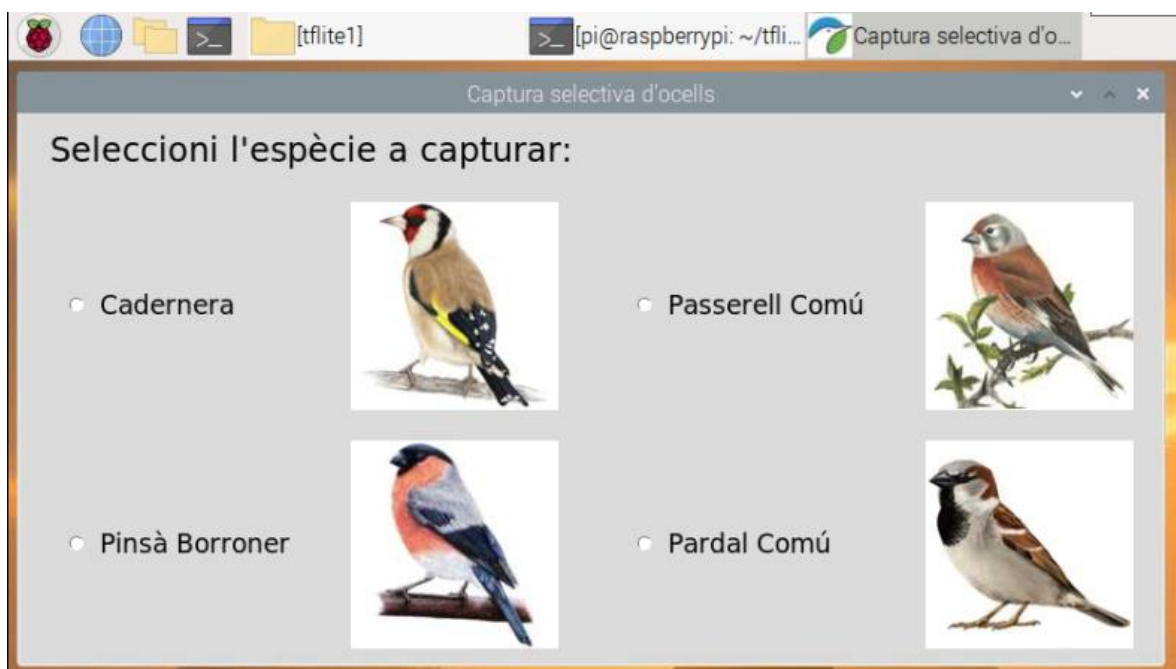 [tflite1]
[pi@raspberrypi: ~/tfli...
Captura selectiva d'o...
Captura selectiva d'ocells
Seleccioni l'espècie a capturar:
Cadernera
Passerell Comú
Pinsà Borroner
Pardal Comú